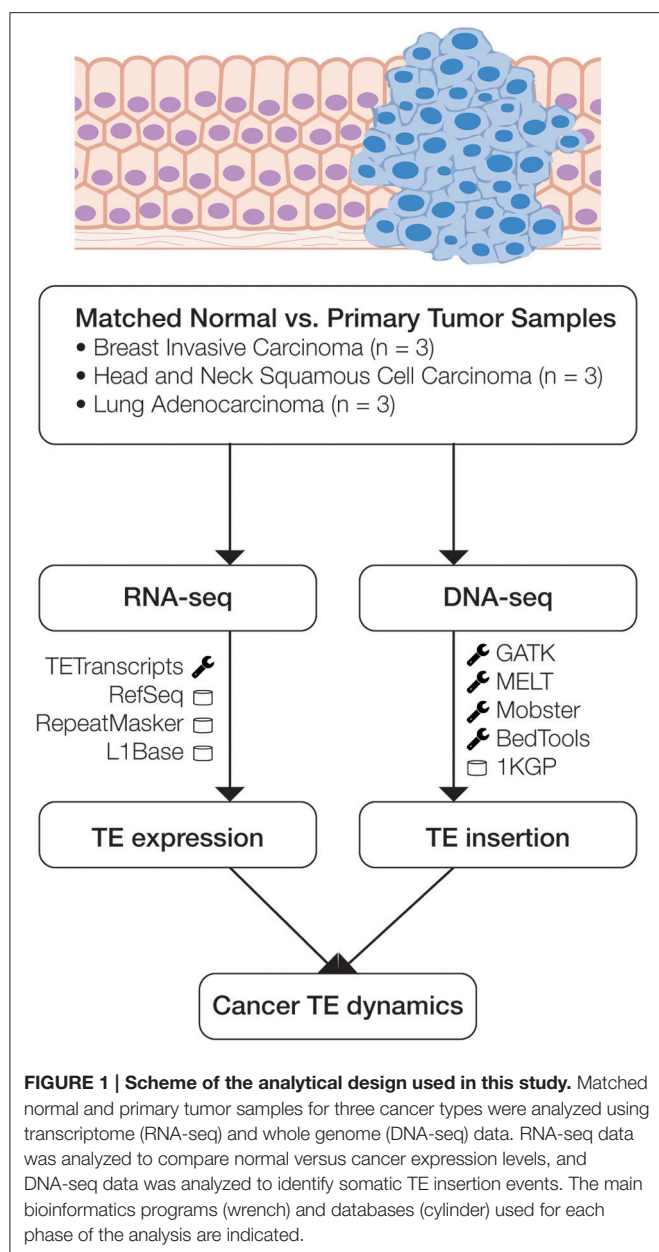 Matched Normal vs. Primary Tumor Samples
• Breast Invasive Carcinoma (n = 3)
• Head and Neck Squamous Cell Carcinoma (n = 3)
• Lung Adenocarcinoma (n = 3)
RNA-seq
DNA-seq
TETranscripts
RefSeq
RepeatMasker
L1Base
GATK
MELT
Mobster
BedTools
1KGP
TE expression
TE insertion
Cancer TE dynamics
FIGURE 1 | Scheme of the analytical design used in this study. Matched
normal and primary tumor samples for three cancer types were analyzed using
transcriptome (RNA-seq) and whole genome (DNA-seq) data. RNA-seq data
was analyzed to compare normal versus cancer expression levels, and
DNA-seq data was analyzed to identify somatic TE insertion events. The main
bioinformatics programs (wrench) and databases (cylinder) used for each
phase of the analysis are indicated.